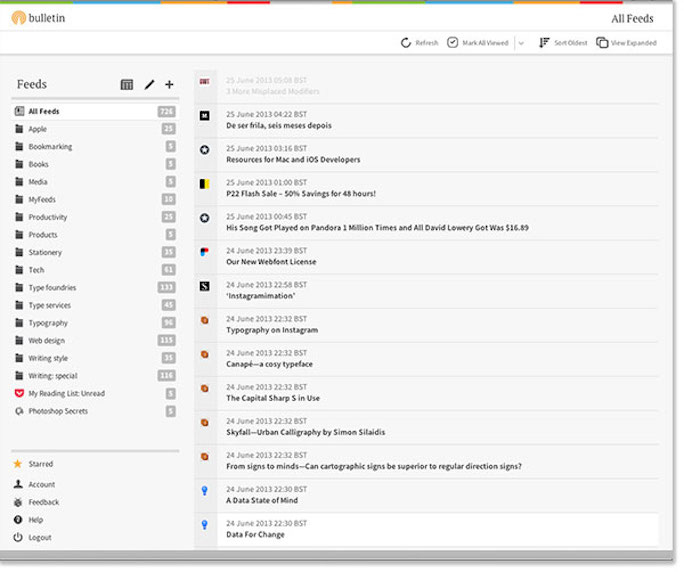 bulletin
All Feeds
Refresh
Mark All Viewed
Sort Oldest
View Expanded
Feeds
All Feeds 726
Apple 25
Bookmarking 5
Books 5
Media 5
MyFeeds 10
Productivity 25
Products 5
Stationery 35
Tech 61
Type foundries 133
Type services 45
Typography 96
Web design 115
Writing style 35
Writing: special 116
My Reading List: Unread 5
Photoshop Secrets 5
Starred
Account
Feedback
Help
Logout
25 June 2013 05:08 BST
3 More Misplaced Modifiers
25 June 2013 04:22 BST
De ser frila, seis meses depois
25 June 2013 03:16 BST
Resources for Mac and iOS Developers
25 June 2013 01:00 BST
P22 Flash Sale – 50% Savings for 48 hours!
25 June 2013 00:45 BST
His Song Got Played on Pandora 1 Million Times and All David Lowery Got Was $16.89
24 June 2013 23:39 BST
Our New Webfont License
24 June 2013 22:58 BST
‘Instagramimation’
24 June 2013 22:32 BST
Typography on Instagram
24 June 2013 22:32 BST
Canapé—a cosy typeface
24 June 2013 22:32 BST
The Capital Sharp S in Use
24 June 2013 22:32 BST
Skyfall—Urban Calligraphy by Simon Silaidis
24 June 2013 22:32 BST
From signs to minds—Can cartographic signs be superior to regular direction signs?
24 June 2013 22:30 BST
A Data State of Mind
24 June 2013 22:30 BST
Data For Change